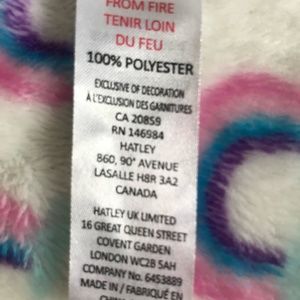 FROM FIRE
TENIR LOIN
DU FEU
100% POLYESTER
EXCLUSIVE OF DECORATION
À L'EXCLUSION DES GARNITURES
CA 20859
RN 146984
HATLEY
860, 90e AVENUE
LASALLE H8R 3A2
CANADA
HATLEY UK LIMITED
16 GREAT QUEEN STREET
COVENT GARDEN
LONDON WC2B 5AH
COMPANY No. 6453889
MADE IN / FABRIQUÉ EN